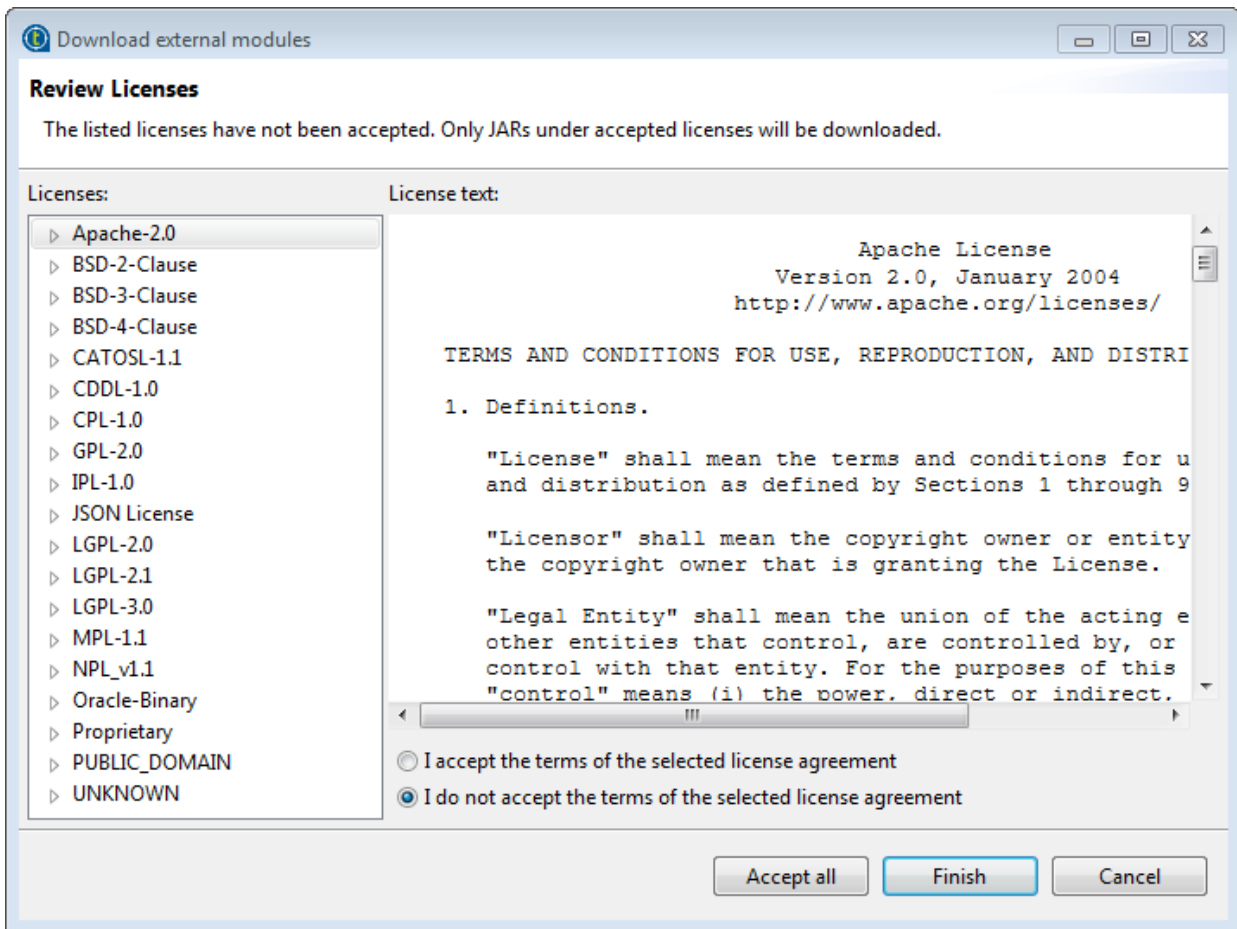 Download external modules
Review Licenses
The listed licenses have not been accepted. Only JARs under accepted licenses will be downloaded.
Licenses:
Apache-2.0
BSD-2-Clause
BSD-3-Clause
BSD-4-Clause
CATOSL-1.1
CDDL-1.0
CPL-1.0
GPL-2.0
IPL-1.0
JSON License
LGPL-2.0
LGPL-2.1
LGPL-3.0
MPL-1.1
NPL_v1.1
Oracle-Binary
Proprietary
PUBLIC_DOMAIN
UNKNOWN
License text:
Apache License
Version 2.0, January 2004
http://www.apache.org/licenses/
TERMS AND CONDITIONS FOR USE, REPRODUCTION, AND DISTRI
1. Definitions.
"License" shall mean the terms and conditions for u
and distribution as defined by Sections 1 through 9
"Licensor" shall mean the copyright owner or entity
the copyright owner that is granting the License.
"Legal Entity" shall mean the union of the acting e
other entities that control, are controlled by, or
control with that entity. For the purposes of this
"control" means (i) the power, direct or indirect,
I accept the terms of the selected license agreement
I do not accept the terms of the selected license agreement
Accept all
Finish
Cancel